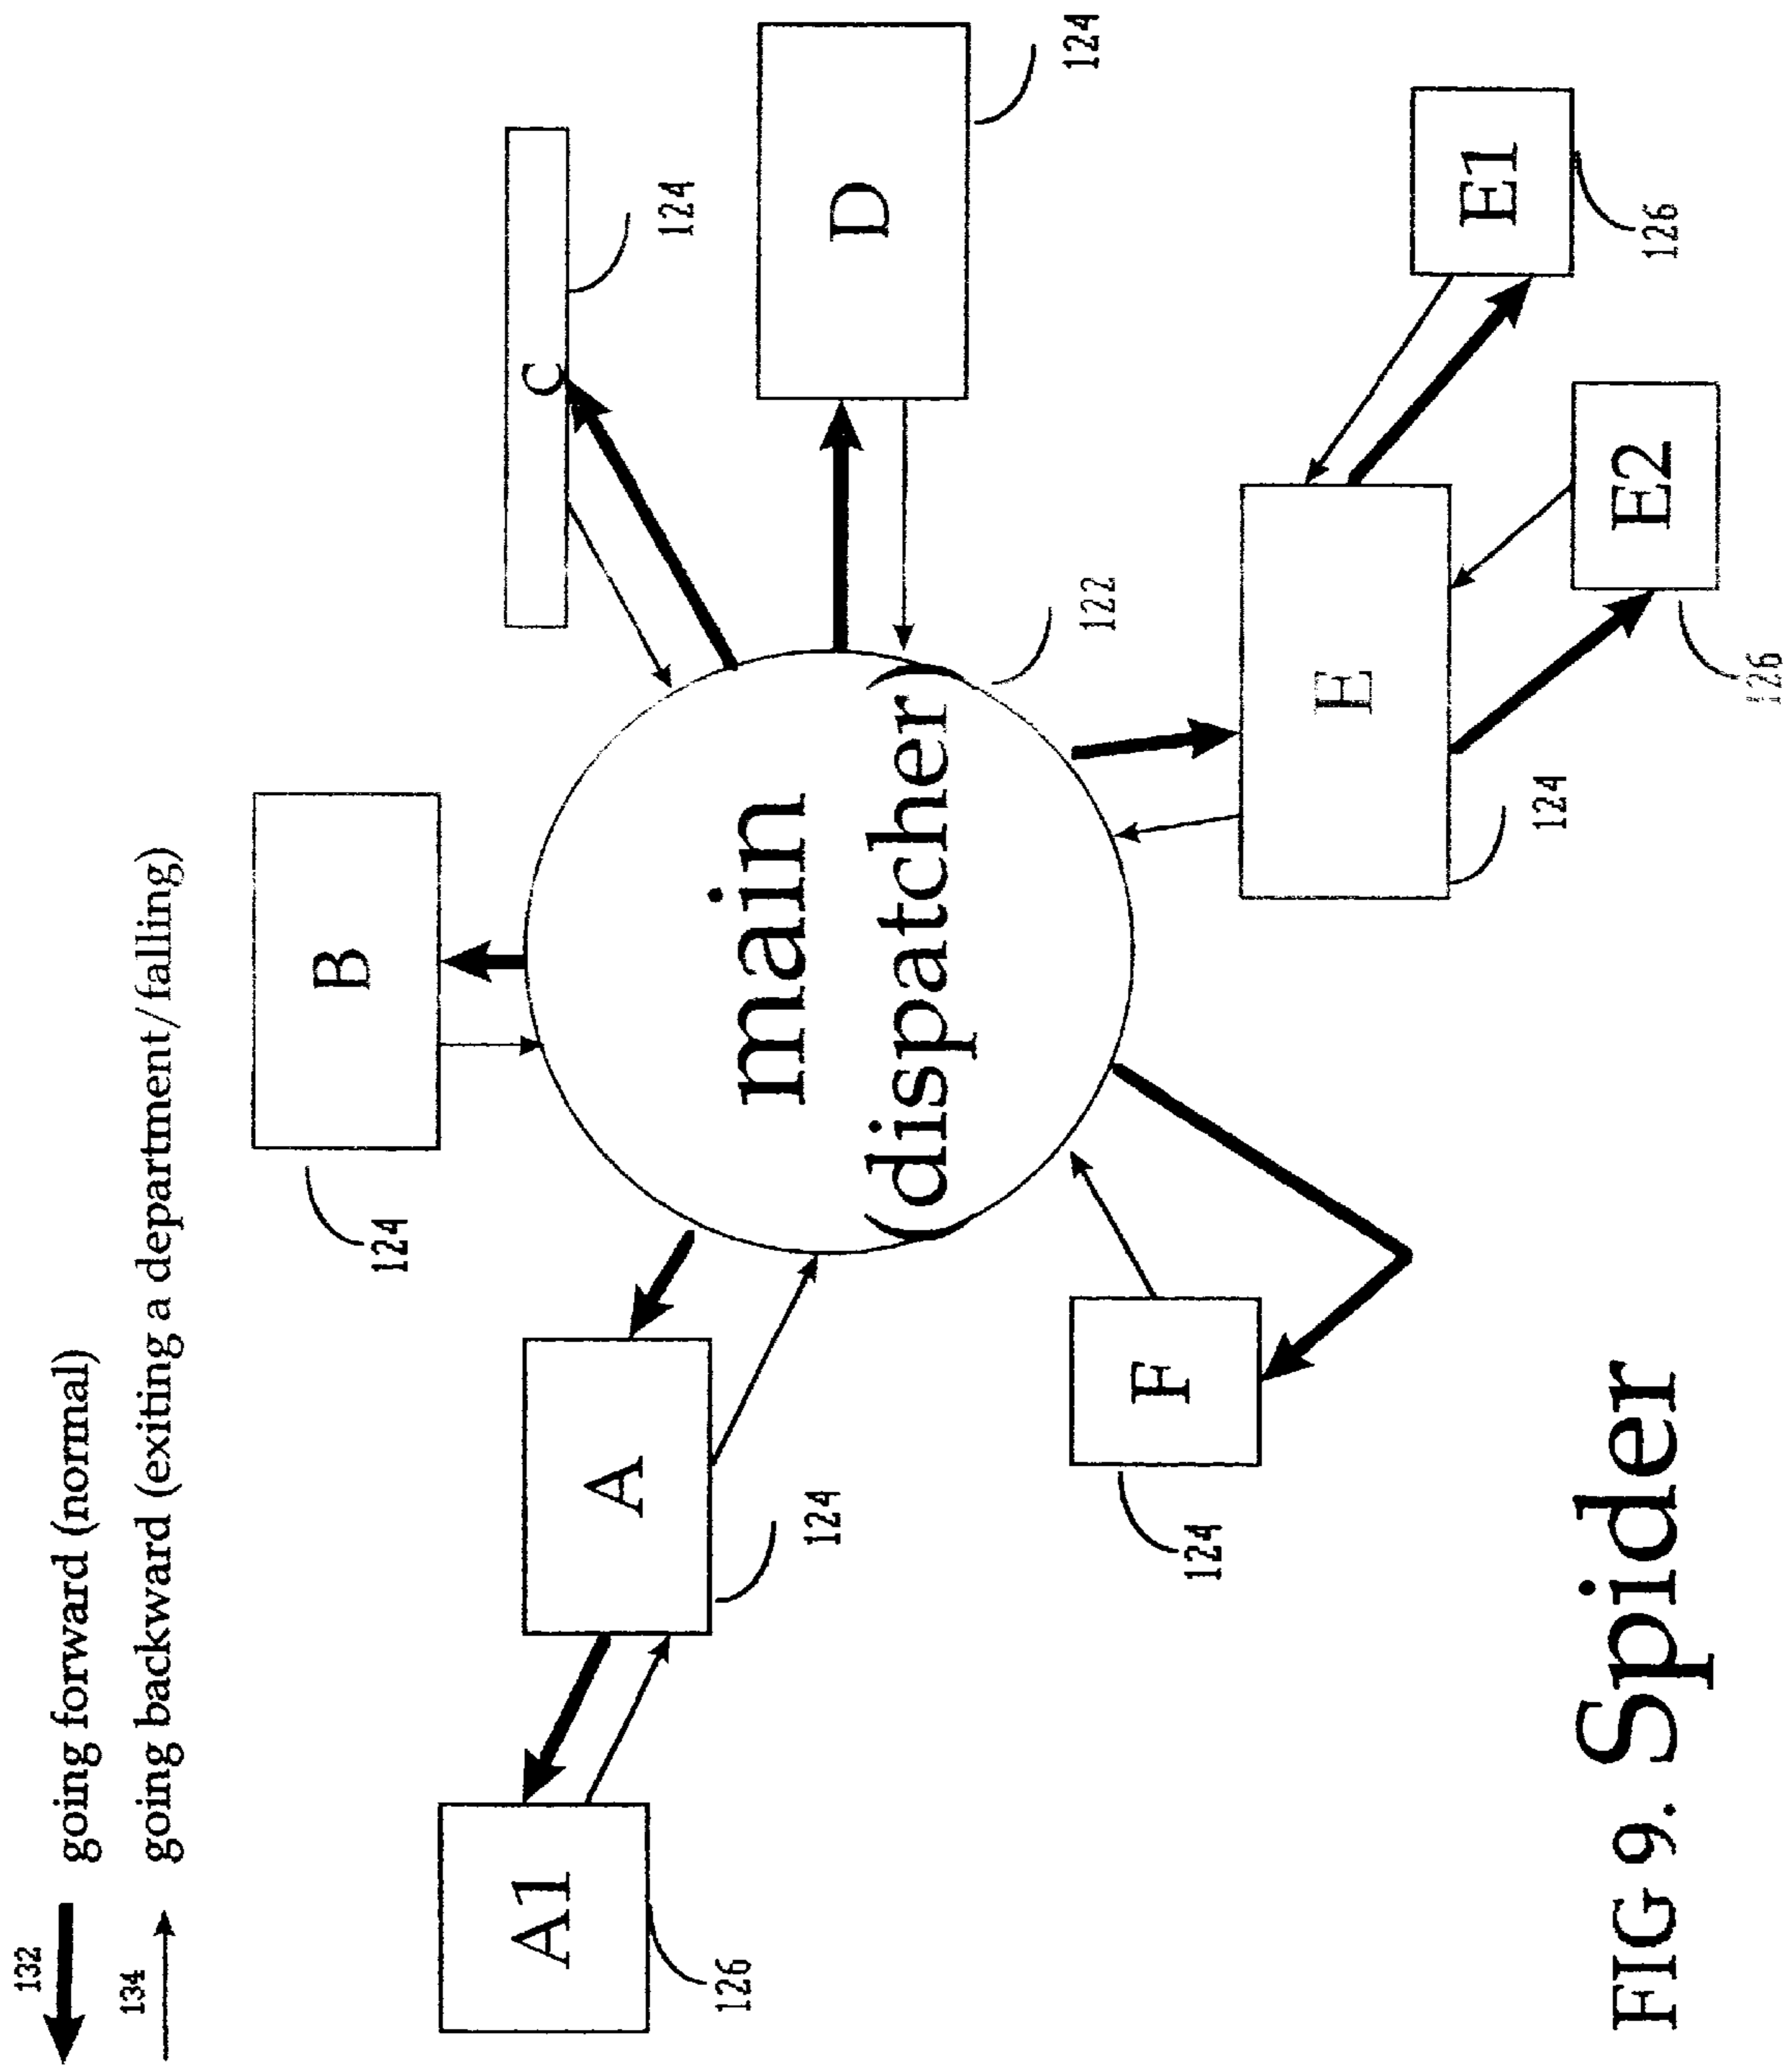 132
going forward (normal)
134
going backward (exiting a department/falling)
B
124
A1
C
A
124
126
main
(dispatcher)
124
D
122
124
F
124
E
E1
124
E2
126
126
FIG 9. Spider